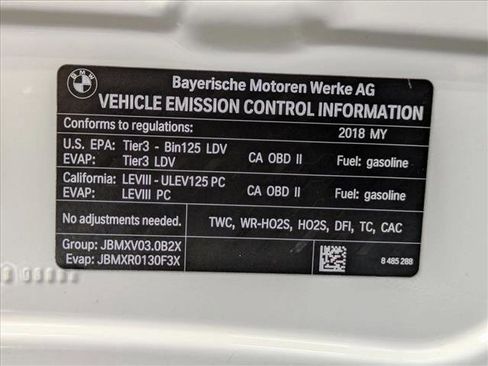 BMW
Bayerische Motoren Werke AG
VEHICLE EMISSION CONTROL INFORMATION
Conforms to regulations: 2018 MY
U.S. EPA: Tier3 - Bin125 LDV CA OBD II Fuel: gasoline
EVAP: Tier3 LDV
California: LEVIII - ULEV125 PC CA OBD II Fuel: gasoline
EVAP: LEVIII PC
No adjustments needed. TWC, WR-HO2S, HO2S, DFI, TC, CAC
Group: JBMXV03.0B2X
Evap: JBMXR0130F3X
8 485 288